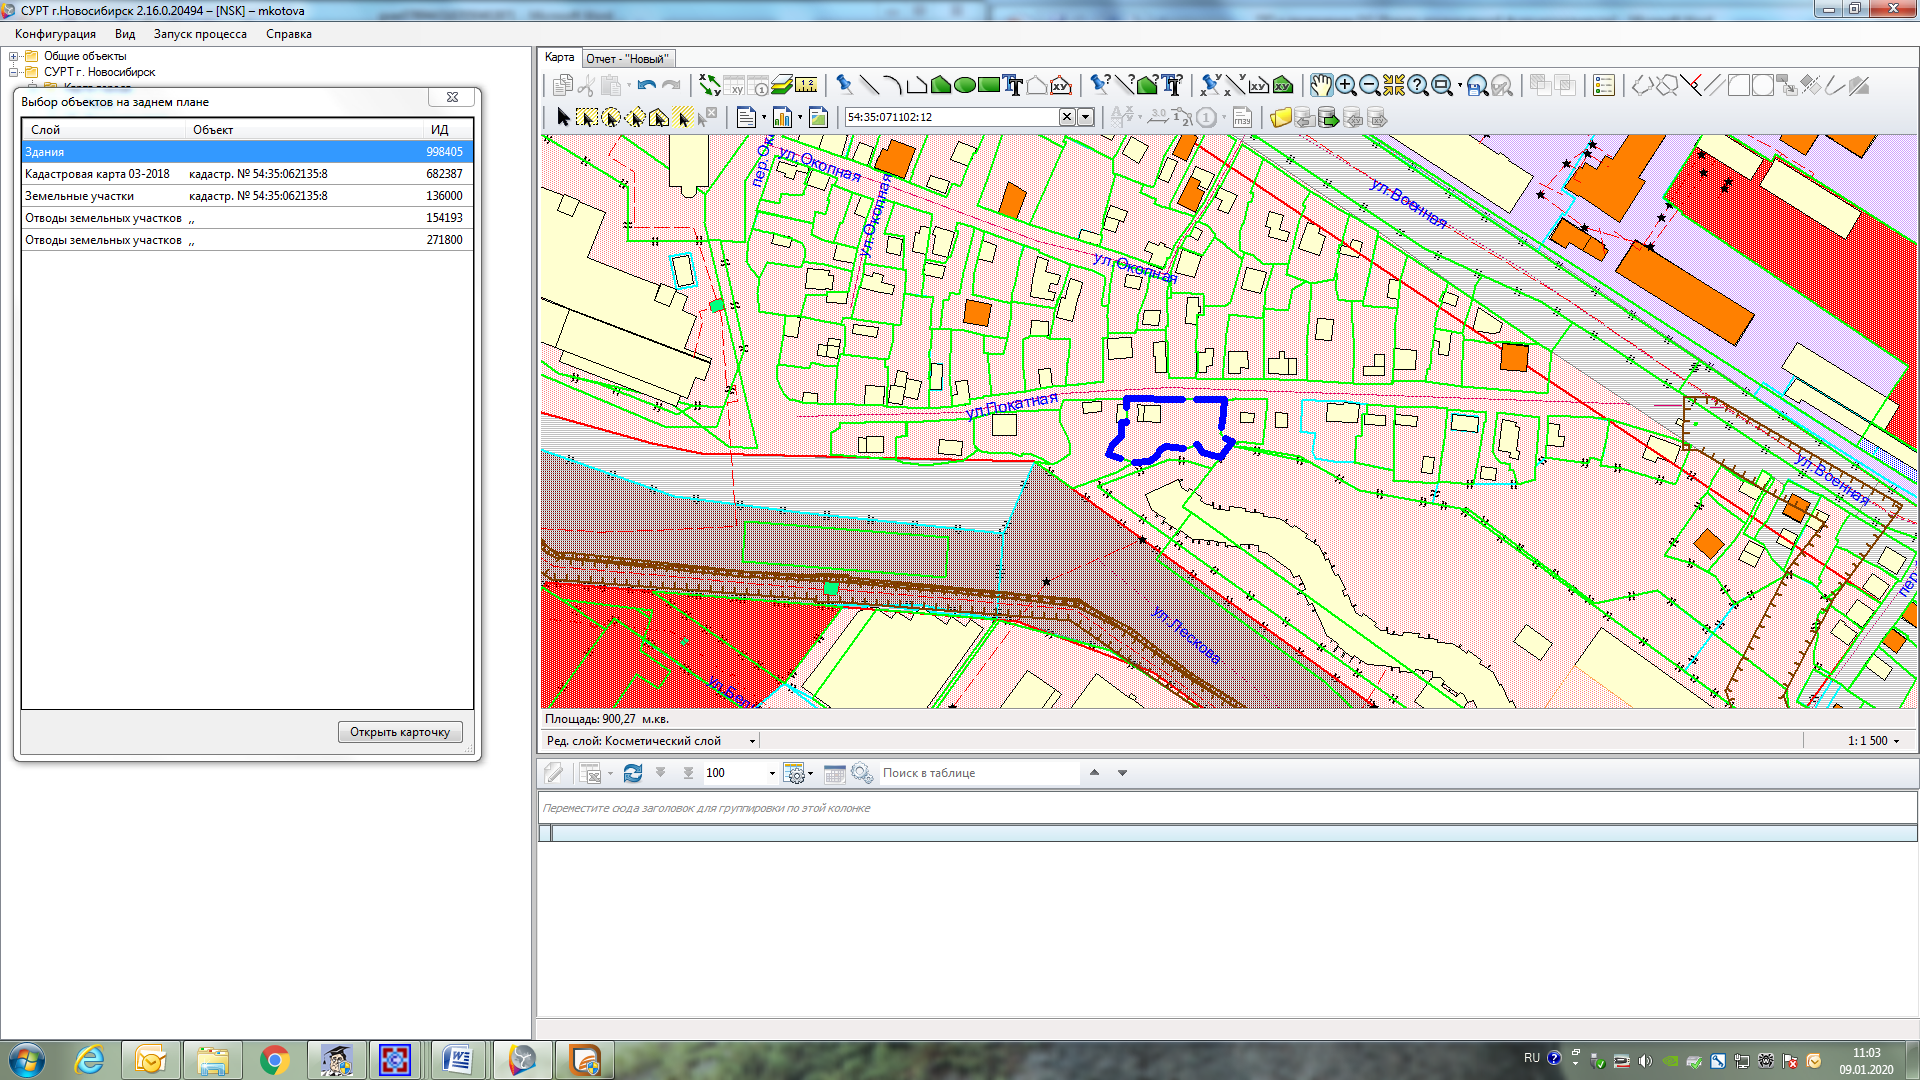 СУРТ г.Новосибирск 2.16.0.20494 – [NSK] – mkotova
Конфигурация Вид Запуск процесса Справка
Общие объекты
СУРТ г. Новосибирск
Выбор объектов на заднем плане
Слой Объект ИД
Здания 998405
Кадастровая карта 03-2018 кадастр. № 54:35:062135:8 682387
Земельные участки кадастр. № 54:35:062135:8 136000
Отводы земельных участков ,, 154193
Отводы земельных участков ,, 271800
Открыть карточку
Карта Отчет - "Новый"
54:35:071102:12
ул.Окопная
ул.Окопная
ул.Окопная
ул.Военная
ул.Покатная
ул.Военная
ул.Лескова
Площадь: 900,27 м.кв.
Ред. слой: Косметический слой
1: 1 500
100
Поиск в таблице
Переместите сюда заголовок для группировки по этой колонке
RU
11:03
09.01.2020